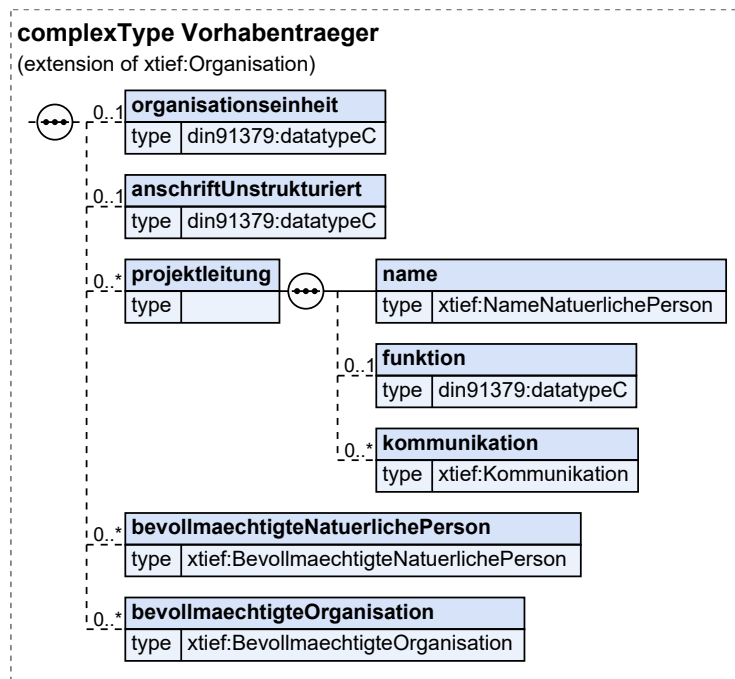 complexType Vorhabentraeger
(extension of xtief:Organisation)
0..1 organisationseinheit
type din91379:datatypeC
0..1 anschriftUnstrukturiert
type din91379:datatypeC
0..* projektleitung
type
name
type xtief:NameNatuerlichePerson
0..1 funktion
type din91379:datatypeC
0..* kommunikation
type xtief:Kommunikation
0..* bevollmaechtigteNatuerlichePerson
type xtief:BevollmaechtigteNatuerlichePerson
0..* bevollmaechtigteOrganisation
type xtief:BevollmaechtigteOrganisation